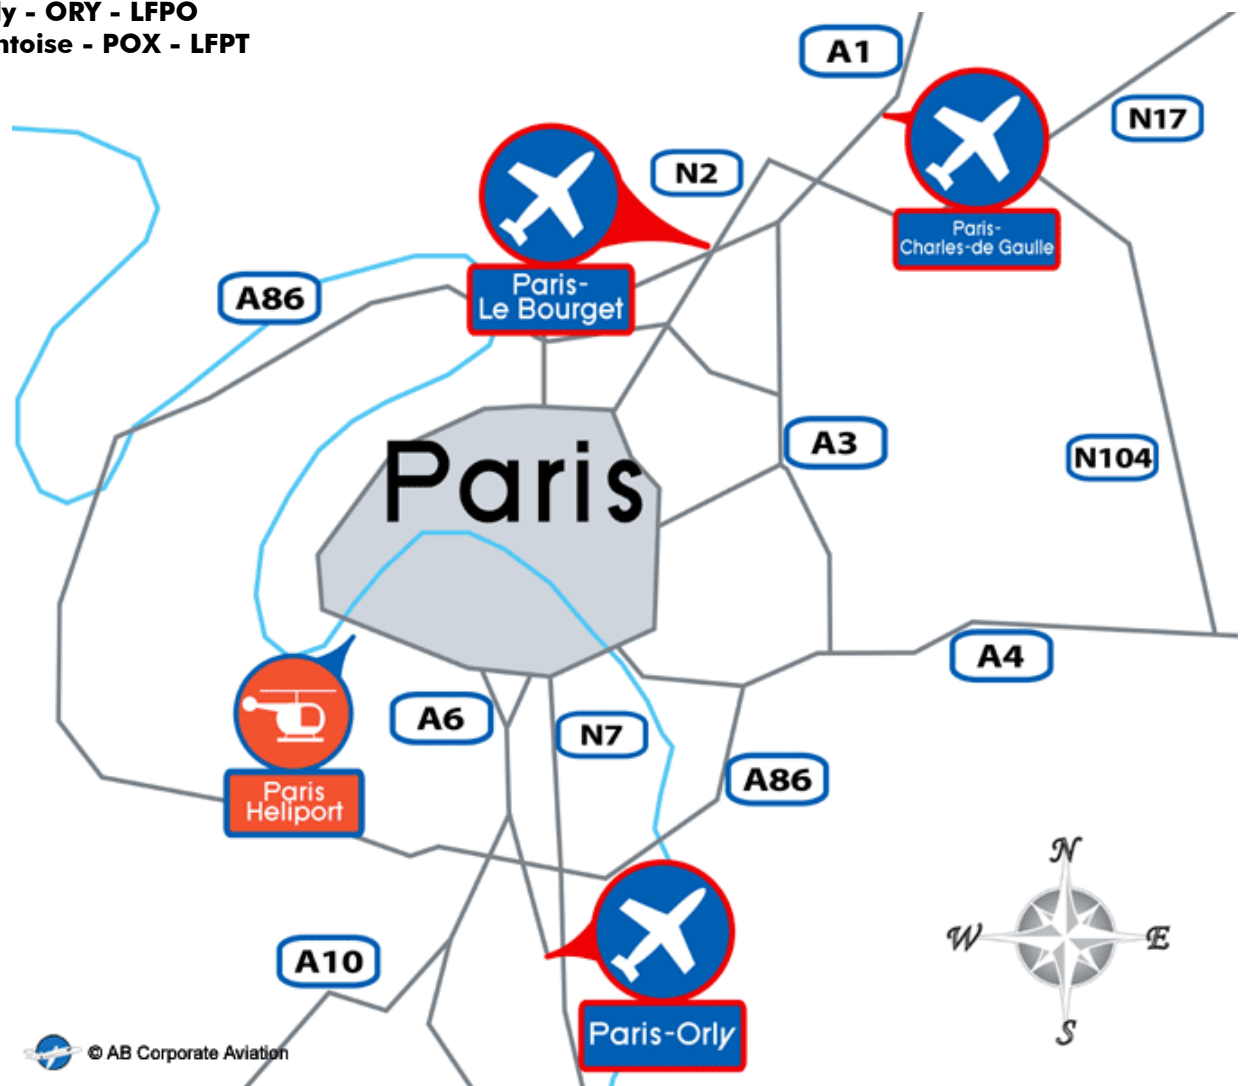 ly - ORY - LFPO
ntoise - POX - LFPT
A1
N17
N2
Paris-
Charles-de Gaulle
A86
Paris-
Le Bourget
A3
N104
Paris
A4
A6
N7
A86
Paris
Heliport
N
W
E
S
A10
Paris-Orly
© AB Corporate Aviation